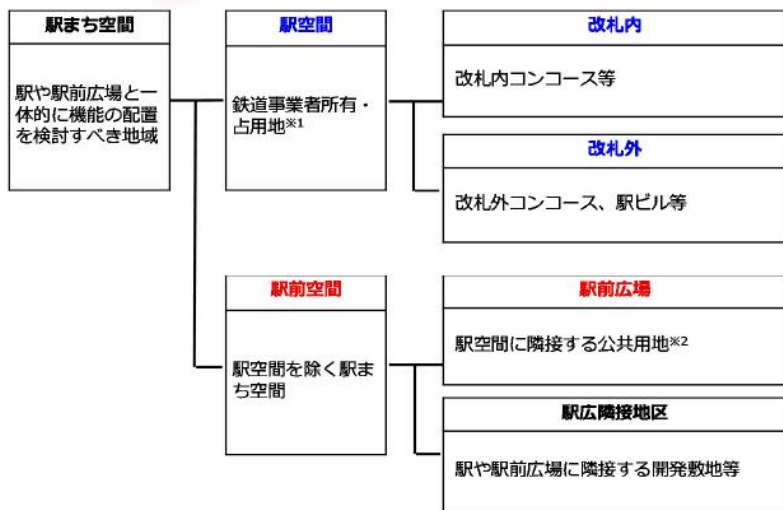 駅まち空間
駅や駅前広場と一
体的に機能の配置
を検討すべき地域
駅空間
鉄道事業者所有・
占用地※1
改札内
改札内コンコース等
改札外
改札外コンコース、駅ビル等
駅前空間
駅空間を除く駅ま
ち空間
駅前広場
駅空間に隣接する公共用地※2
駅広隣接地区
駅や駅前広場に隣接する開発敷地等